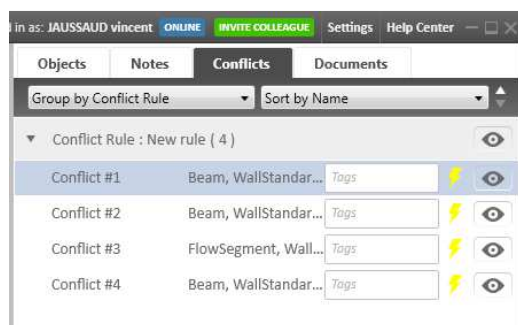 in as: JAUSSAUD vincent ONLINE INVITE COLLEAGUE Settings Help Center
Objects Notes Conflicts Documents
Group by Conflict Rule Sort by Name
Conflict Rule : New rule ( 4 )
Conflict #1 Beam, WallStandar... Tags
Conflict #2 Beam, WallStandar... Tags
Conflict #3 FlowSegment, Wall... Tags
Conflict #4 Beam, WallStandar... Tags